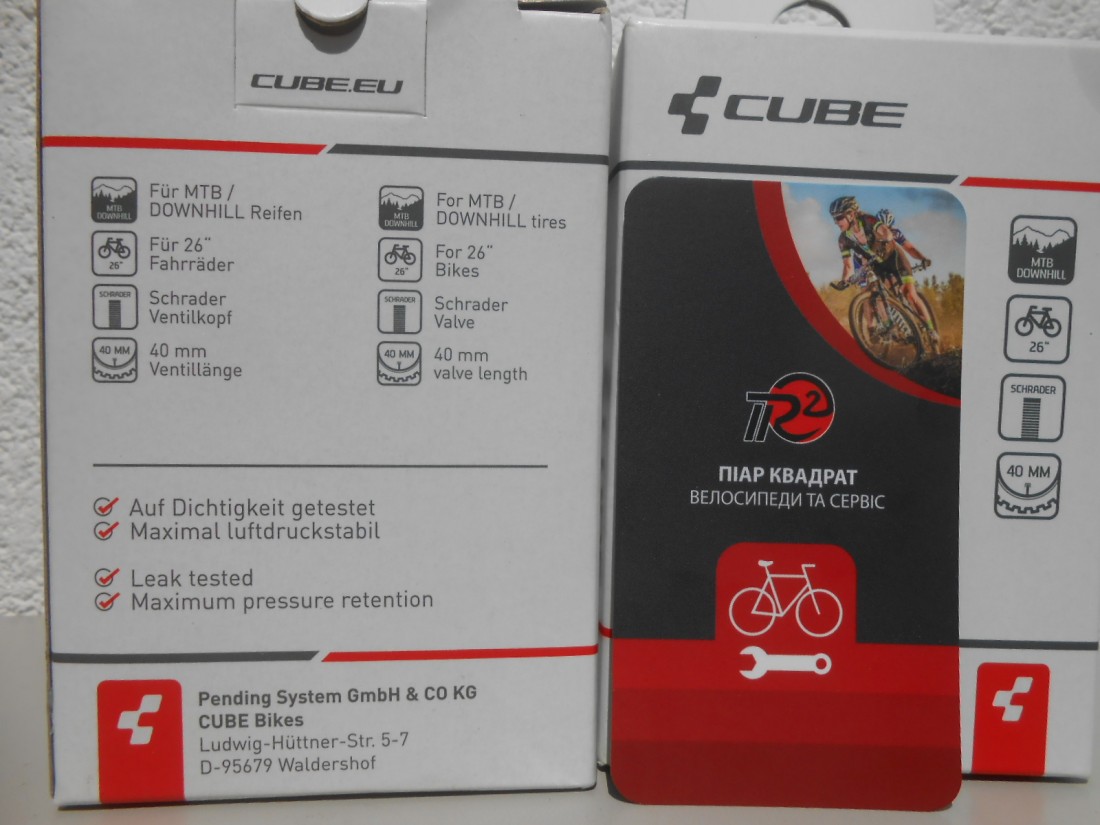 CUBE.EU
MTB
DOWNHILL
Für MTB /
DOWNHILL Reifen
26"
Für 26“
Fahrräder
SCHRADER
Schrader
Ventilkopf
40 MM
40 mm
Ventillänge
MTB
DOWNHILL
For MTB /
DOWNHILL tires
26"
For 26“
Bikes
SCHRADER
Schrader
Valve
40 MM
40 mm
valve length
Auf Dichtigkeit getestet
Maximal luftdruckstabil
Leak tested
Maximum pressure retention
Pending System GmbH & CO KG
CUBE Bikes
Ludwig-Hüttner-Str. 5-7
D-95679 Waldershof
CUBE
R2
ПІАР КВАДРАТ
ВЕЛОСИПЕДИ ТА СЕРВІС
MTB
DOWNHILL
26"
SCHRADER
40 MM